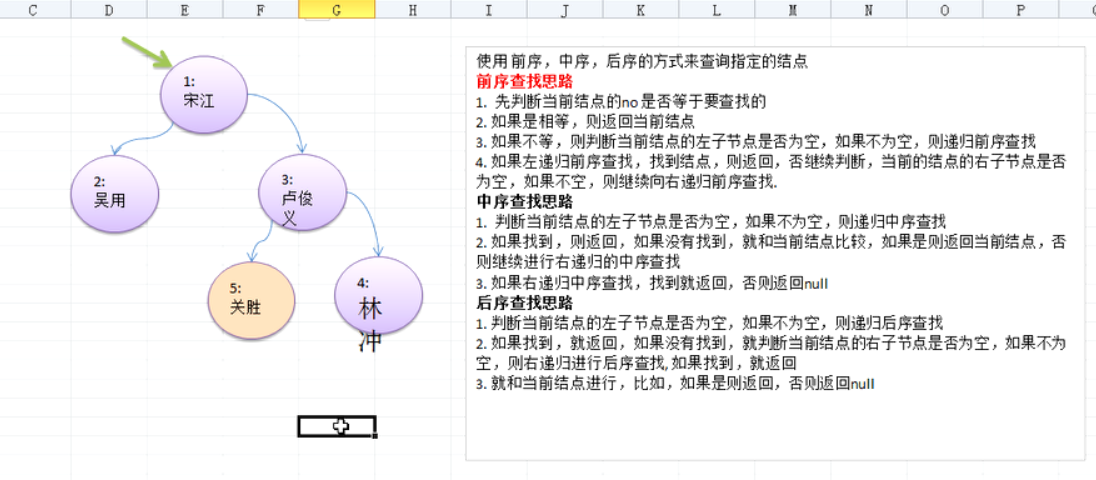 C D E F G H I J K L M N O P
1:
宋江
2:
吴用
3:
卢俊
义
5:
关胜
4:
林
冲
使用前序，中序，后序的方式来查询指定的结点
前序查找思路
1. 先判断当前结点的no是否等于要查找的
2. 如果是相等，则返回当前结点
3. 如果不等，则判断当前结点的左子节点是否为空，如果不为空，则递归前序查找
4. 如果左递归前序查找，找到结点，则返回，否继续判断，当前的结点的右子节点是否
为空，如果不空，则继续向右递归前序查找.
中序查找思路
1. 判断当前结点的左子节点是否为空，如果不为空，则递归中序查找
2. 如果找到，则返回，如果没有找到，就和当前结点比较，如果是则返回当前结点，否
则继续进行右递归的中序查找
3. 如果右递归中序查找，找到就返回，否则返回null
后序查找思路
1. 判断当前结点的左子节点是否为空，如果不为空，则递归后序查找
2. 如果找到，就返回，如果没有找到，就判断当前结点的右子节点是否为空，如果不为
空，则右递归进行后序查找,如果找到，就返回
3. 就和当前结点进行，比如，如果是则返回，否则返回null